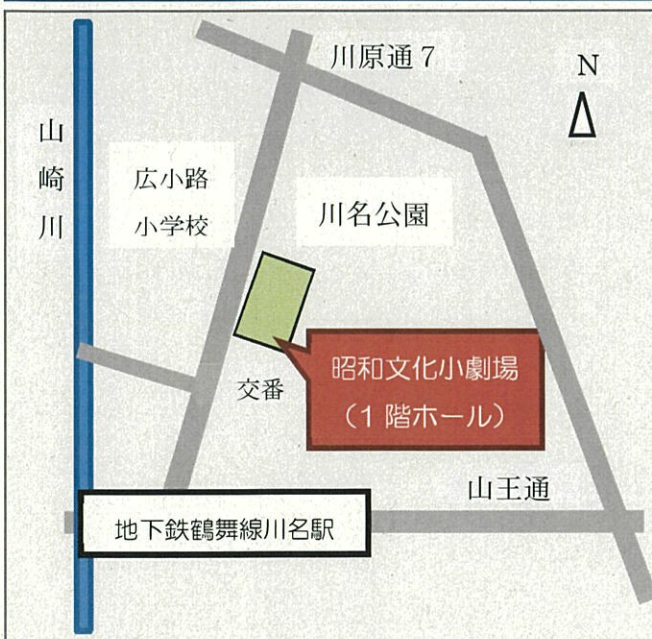 川原通7
N
山崎川
広小路
小学校
川名公園
昭和文化小劇場
(1階ホール)
交番
山王通
地下鉄鶴舞線川名駅